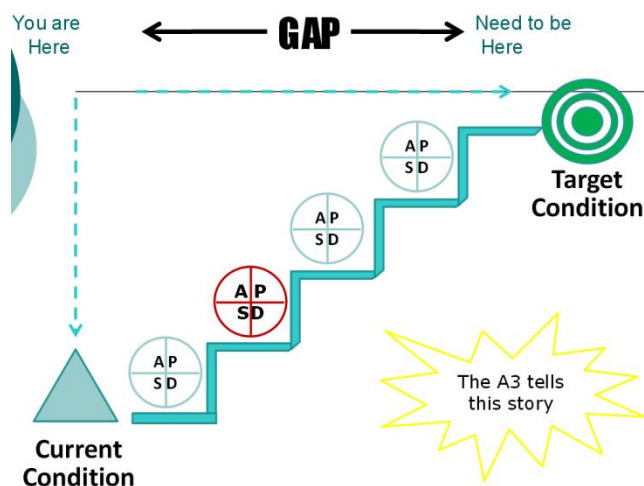 You are
Here
GAP
Need to be
Here
A P
S D
Target
Condition
A P
S D
A P
S D
A P
S D
The A3 tells
this story
Current
Condition